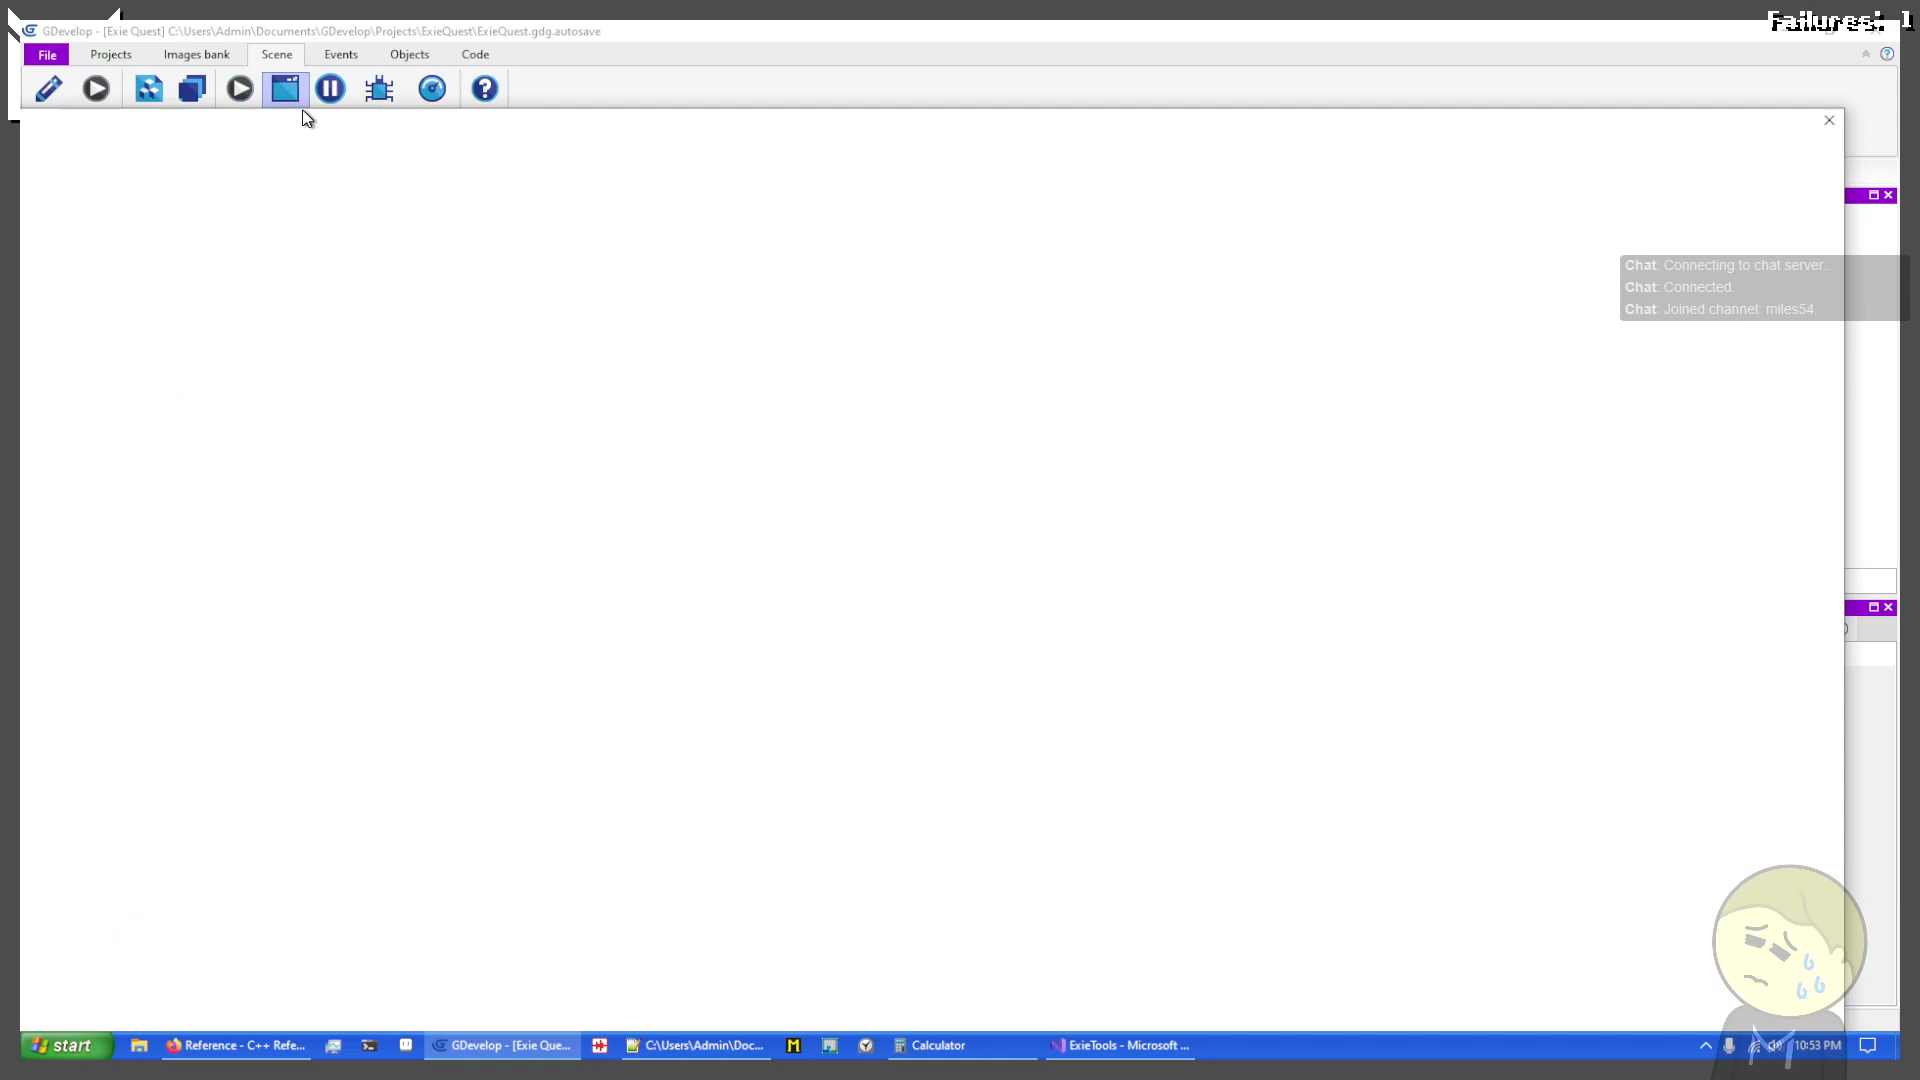 Failures: 1
GDevelop - [Exie Quest] C:\Users\Admin\Documents\GDevelop\Projects\ExieQuest\ExieQuest.gdg.autosave
File Projects Images bank Scene Events Objects Code
Chat: Connecting to chat server..
Chat: Connected.
Chat: Joined channel: miles54.
start Reference - C++ Refe... GDevelop - [Exie Que... C:\Users\Admin\Doc... Calculator ExieTools - Microsoft ... 10:53 PM